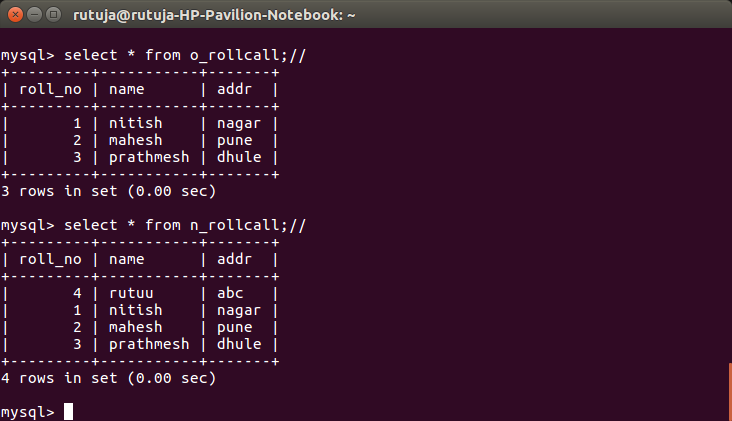 rutuja@rutuja-HP-Pavilion-Notebook: ~
mysql> select * from o_rollcall;//
+---------+-----------+-------+
| roll_no | name      | addr  |
+---------+-----------+-------+
|       1 | nitish    | nagar |
|       2 | mahesh    | pune  |
|       3 | prathmesh | dhule |
+---------+-----------+-------+
3 rows in set (0.00 sec)
mysql> select * from n_rollcall;//
+---------+-----------+-------+
| roll_no | name      | addr  |
+---------+-----------+-------+
|       4 | rutuu     | abc   |
|       1 | nitish    | nagar |
|       2 | mahesh    | pune  |
|       3 | prathmesh | dhule |
+---------+-----------+-------+
4 rows in set (0.00 sec)
mysql>